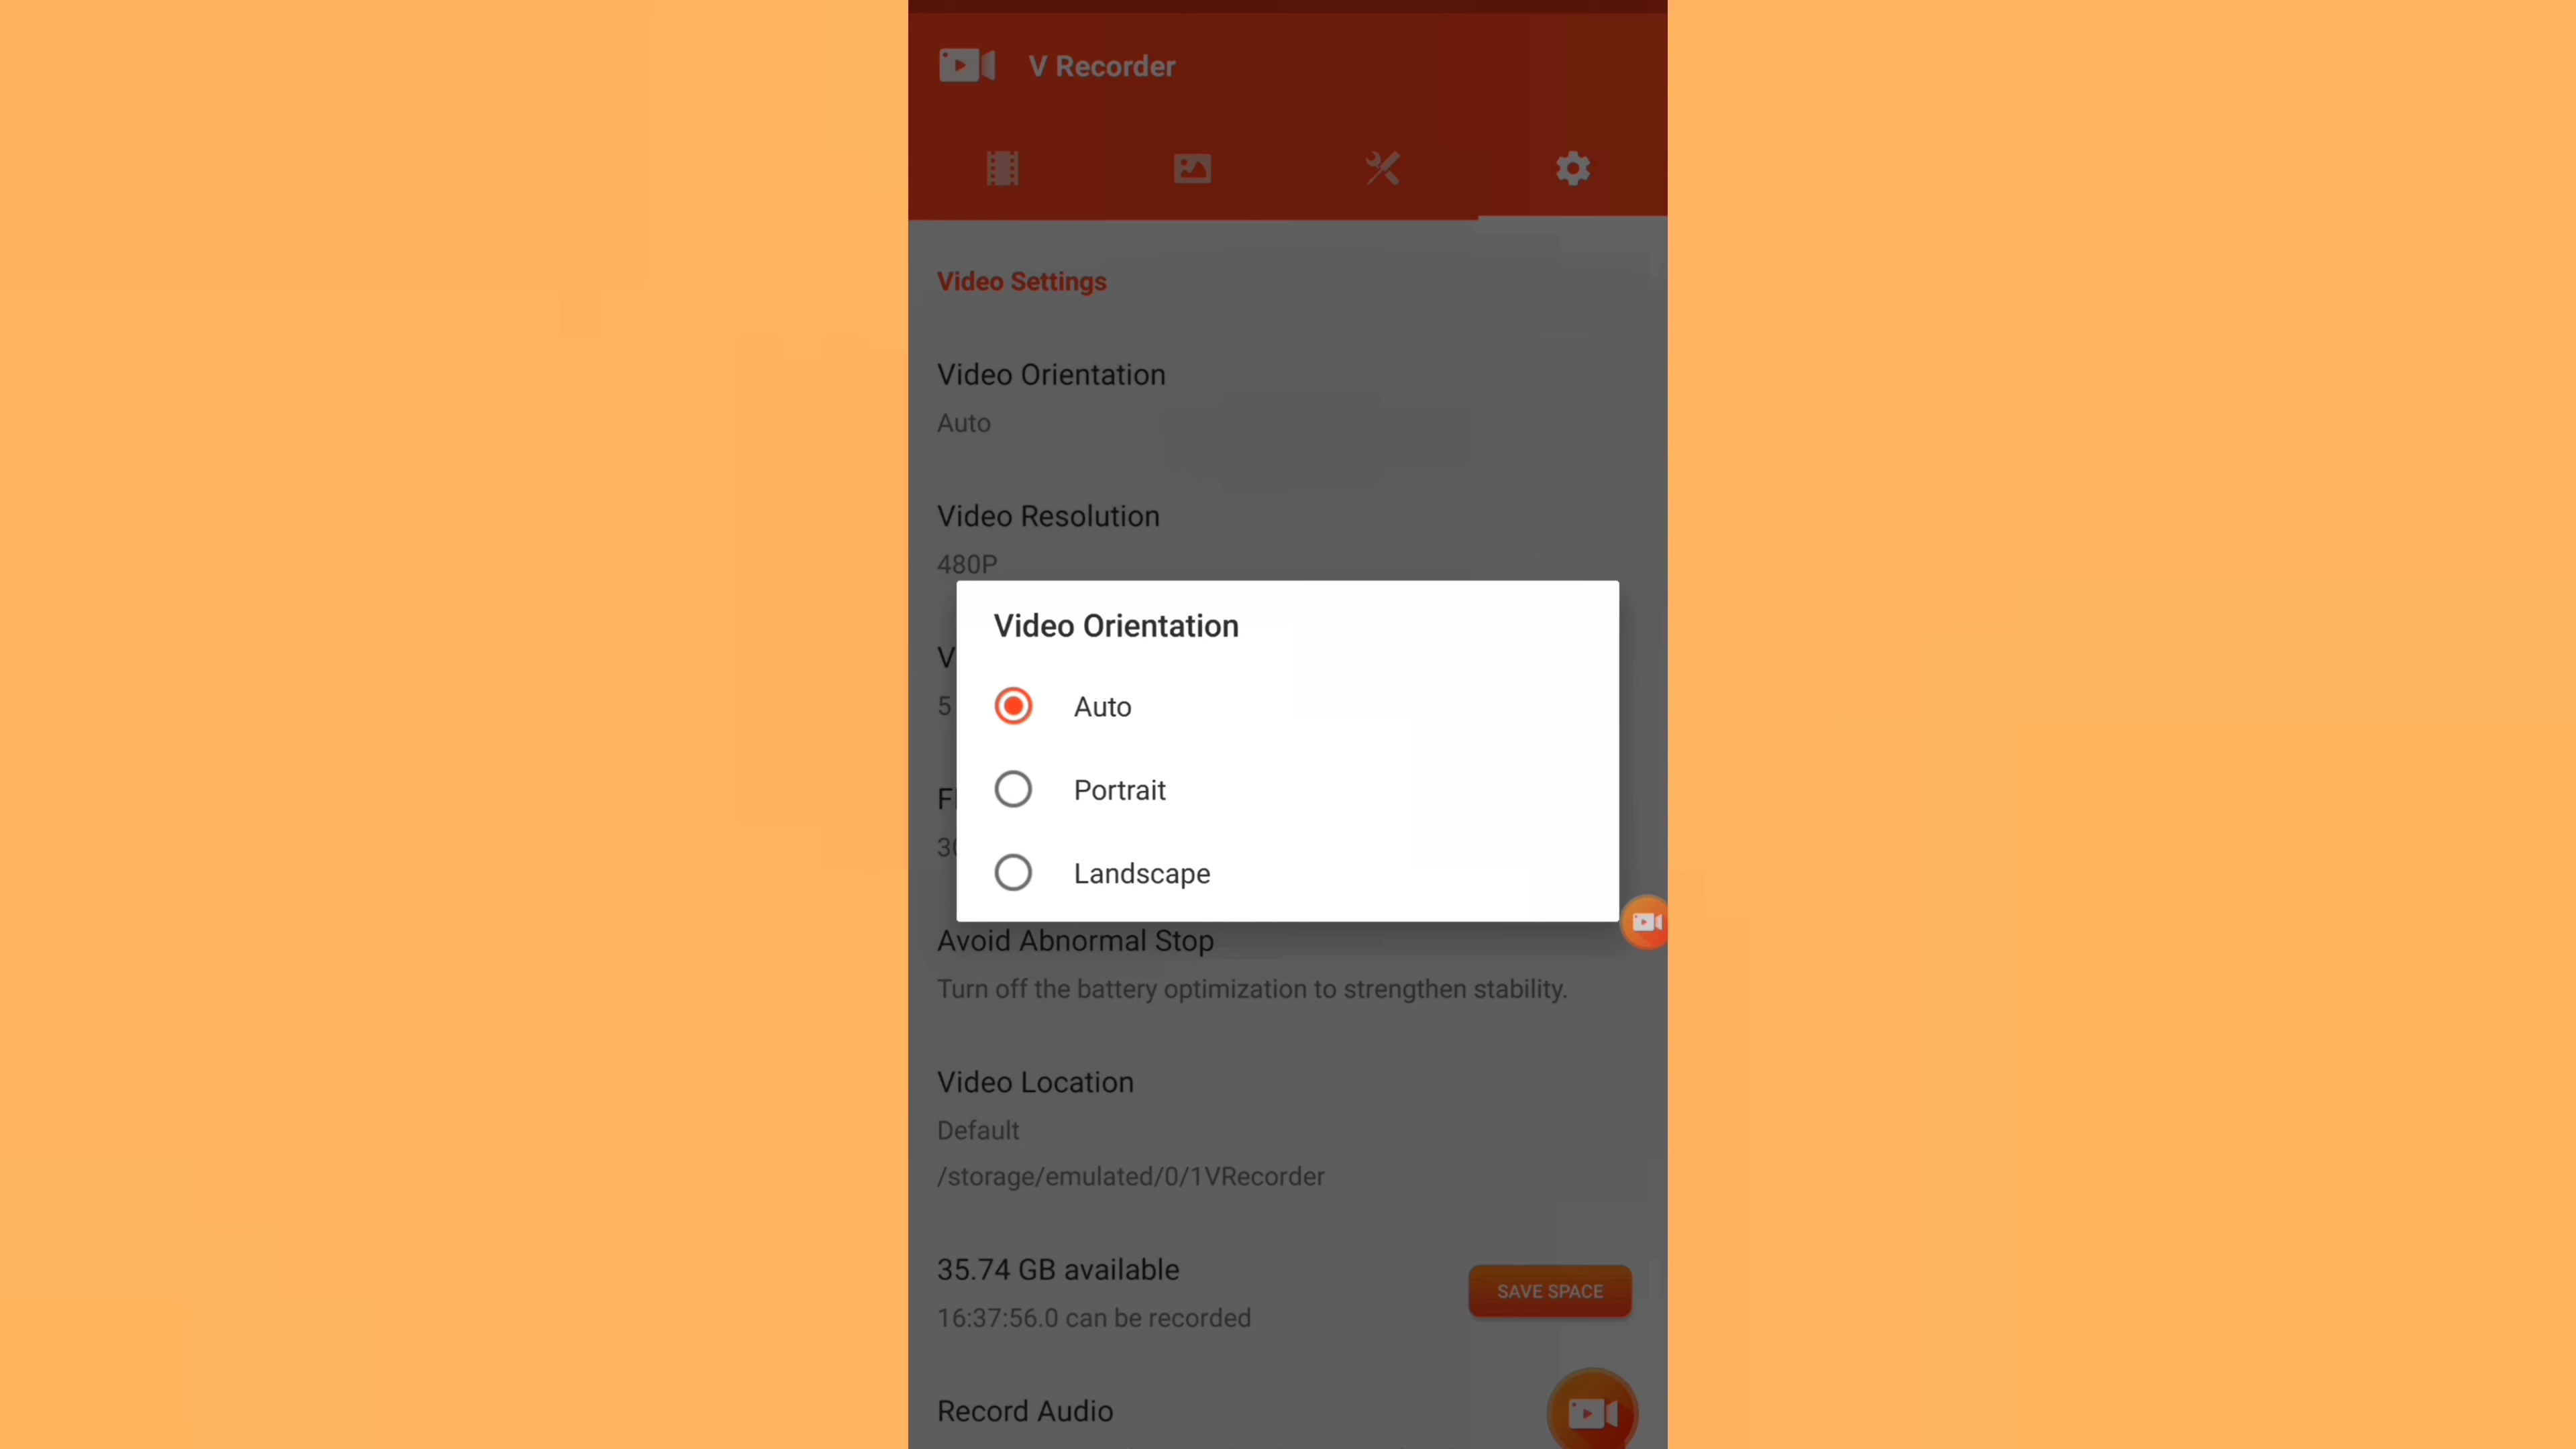 V Recorder
Video Settings
Video Orientation
Auto
Video Resolution
480P
Video Orientation
Auto
Portrait
Landscape
Avoid Abnormal Stop
Turn off the battery optimization to strengthen stability.
Video Location
Default
/storage/emulated/0/1VRecorder
35.74 GB available
SAVE SPACE
16:37:56.0 can be recorded
Record Audio